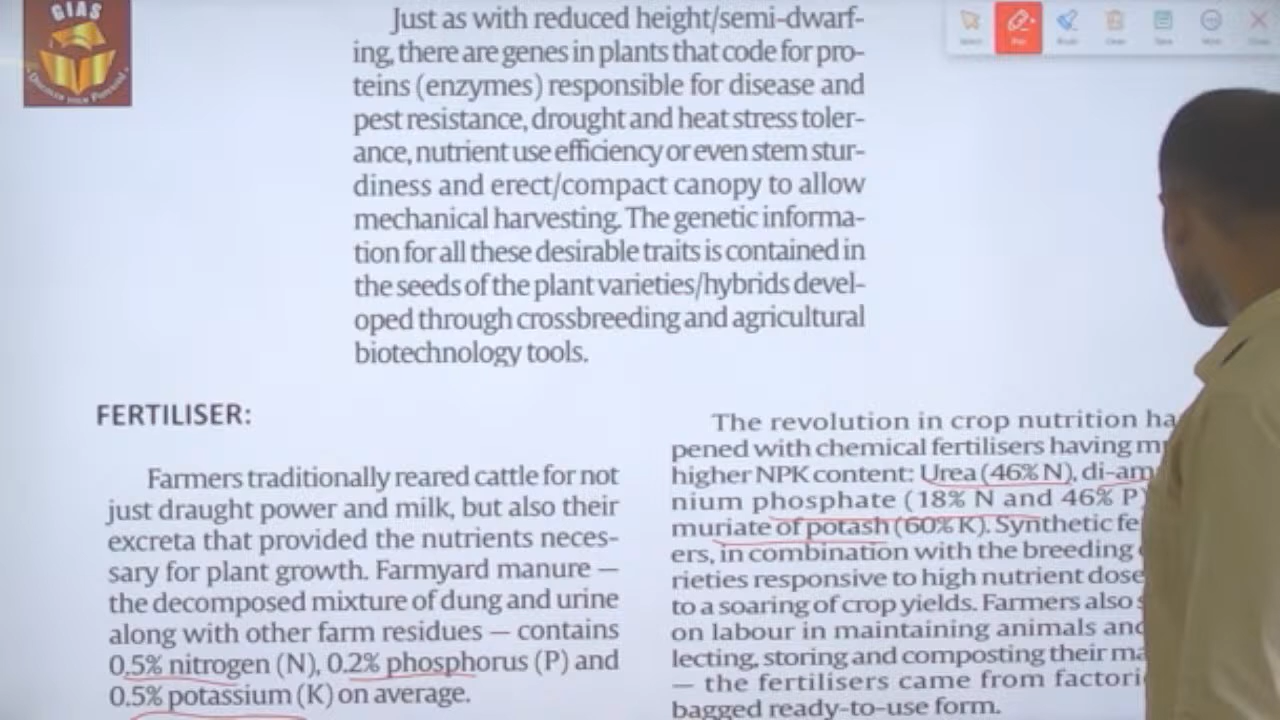 GIAS
DISCOVER YOUR POTENTIAL
Just as with reduced height/semi-dwarf-
ing, there are genes in plants that code for pro-
teins (enzymes) responsible for disease and
pest resistance, drought and heat stress toler-
ance, nutrient use efficiency or even stem stur-
diness and erect/compact canopy to allow
mechanical harvesting. The genetic informa-
tion for all these desirable traits is contained in
the seeds of the plant varieties/hybrids devel-
oped through crossbreeding and agricultural
biotechnology tools.
FERTILISER:
Farmers traditionally reared cattle for not
just draught power and milk, but also their
excreta that provided the nutrients neces-
sary for plant growth. Farmyard manure —
the decomposed mixture of dung and urine
along with other farm residues — contains
0.5% nitrogen (N), 0.2% phosphorus (P) and
0.5% potassium (K) on average.
The revolution in crop nutrition ha
pened with chemical fertilisers having m
higher NPK content: Urea (46% N), di-am
nium phosphate (18% N and 46% P)
muriate of potash (60% K). Synthetic fe
ers, in combination with the breeding
rieties responsive to high nutrient dose
to a soaring of crop yields. Farmers also s
on labour in maintaining animals and
lecting, storing and composting their ma
— the fertilisers came from factori
bagged ready-to-use form.